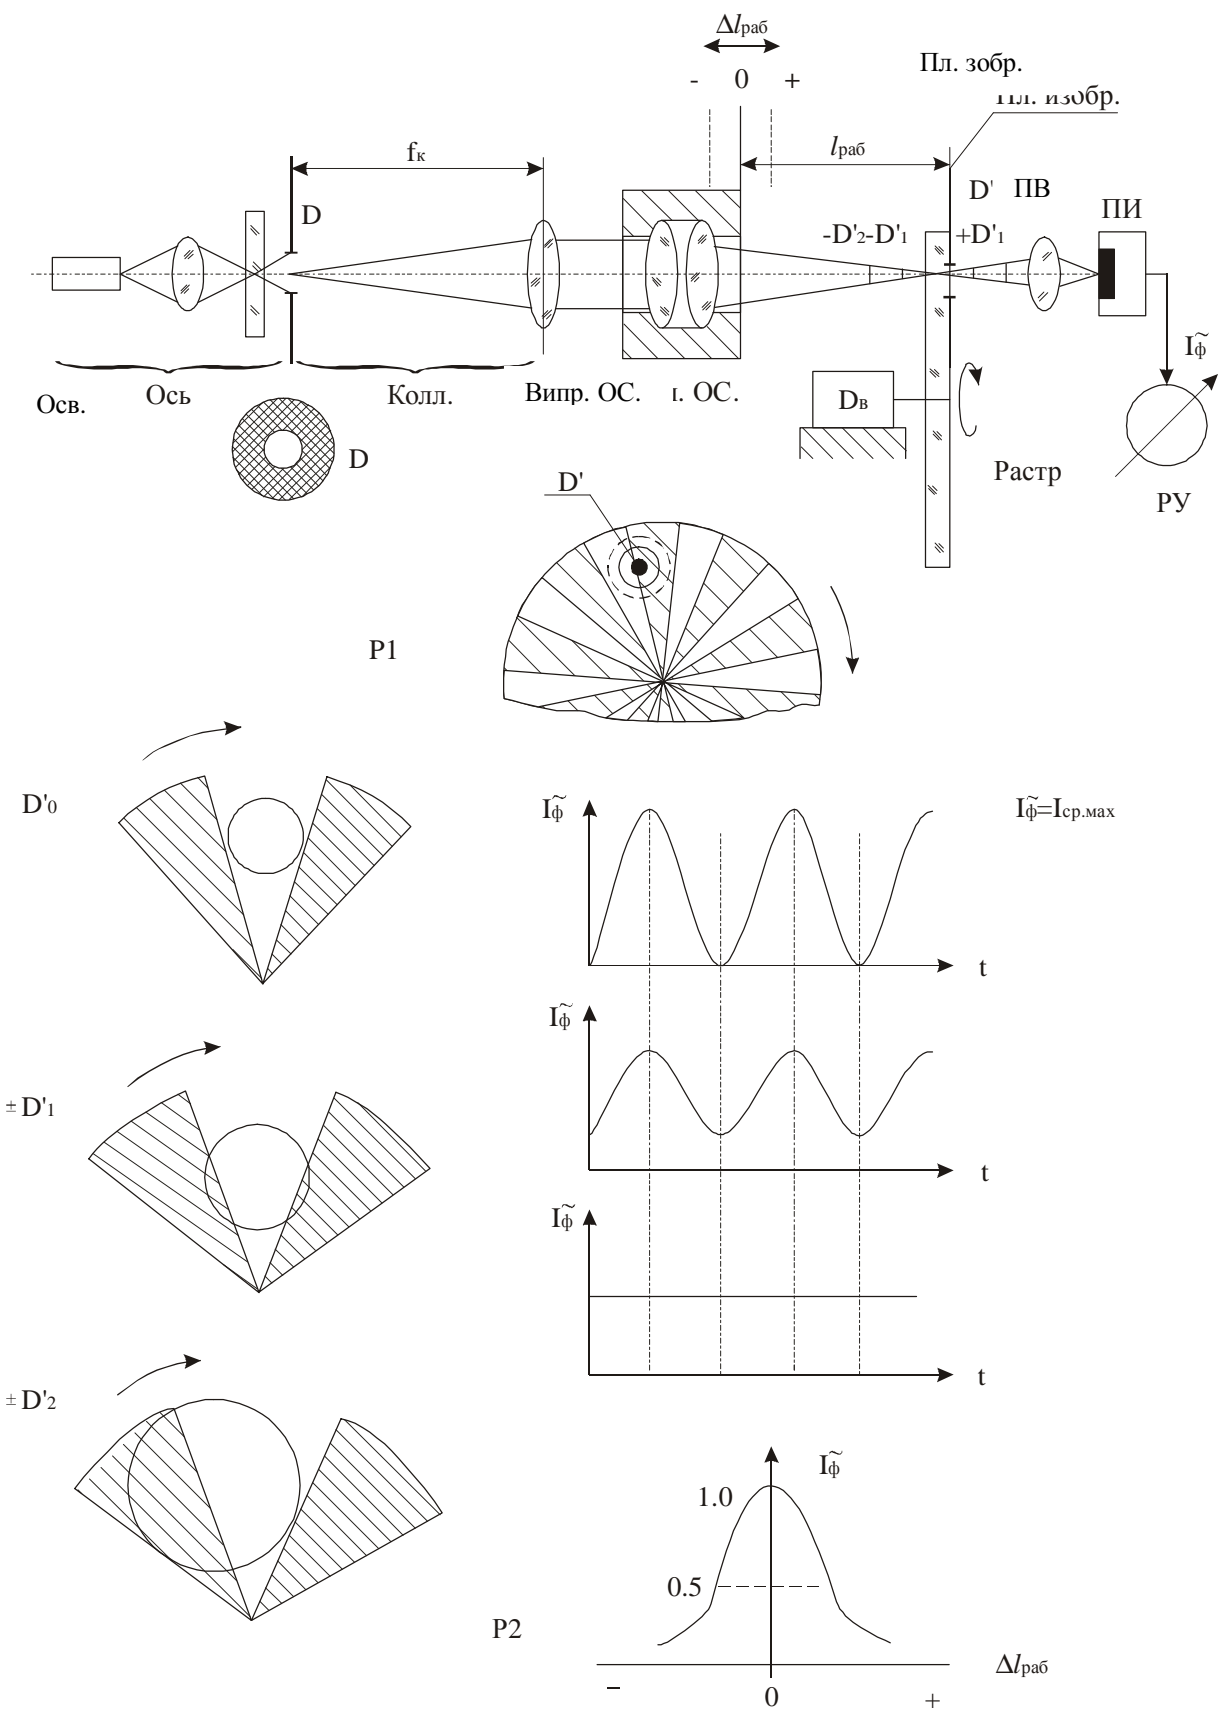 Δlраб
- 0 +
Пл. зобр.
Пл. изобр.
fк
lраб
D
D' ПВ
ПИ
-D'2-D'1 +D'1
Iф~
Ось
Колл.
Випр. ОС. . ОС.
Осв.
Dв
D
Растр
РУ
D'
Р1
D'0
Iф~
Iф~=Iср.мах
t
Iф~
± D'1
t
Iф~
± D'2
t
Iф~
1.0
0.5
Р2
Δlраб
− 0 +